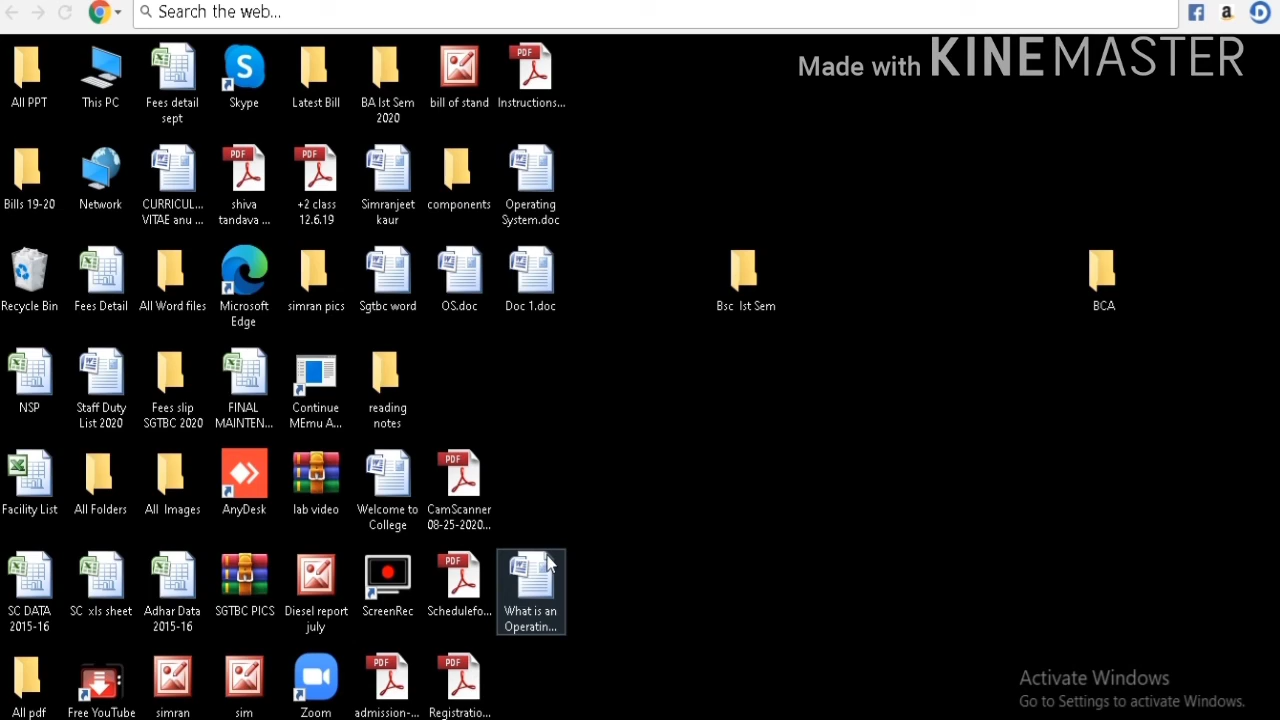 Search the web...
Made with KINEMASTER
All PPT
This PC
Fees detail
sept
Skype
Latest Bill
BA Ist Sem
2020
bill of stand
Instructions...
Bills 19-20
Network
CURRICUL...
VITAE anu ...
shiva
tandava ...
+2 class
12.6.19
Simranjeet
kaur
components
Operating
System.doc
Recycle Bin
Fees Detail
All Word files
Microsoft
Edge
simran pics
Sgtbc word
OS.doc
Doc 1.doc
Bsc Ist Sem
BCA
NSP
Staff Duty
List 2020
Fees slip
SGTBC 2020
FINAL
MAINTEN...
Continue
MEmu A...
reading
notes
Facility List
All Folders
All Images
AnyDesk
lab video
Welcome to
College
CamScanner
08-25-2020...
SC DATA
2015-16
SC xls sheet
Adhar Data
2015-16
SGTBC PICS
Diesel report
july
ScreenRec
Schedulefo...
What is an
Operatin...
All pdf
Free YouTube
simran
sim
Zoom
admission-...
Registratio...
Activate Windows
Go to Settings to activate Windows.